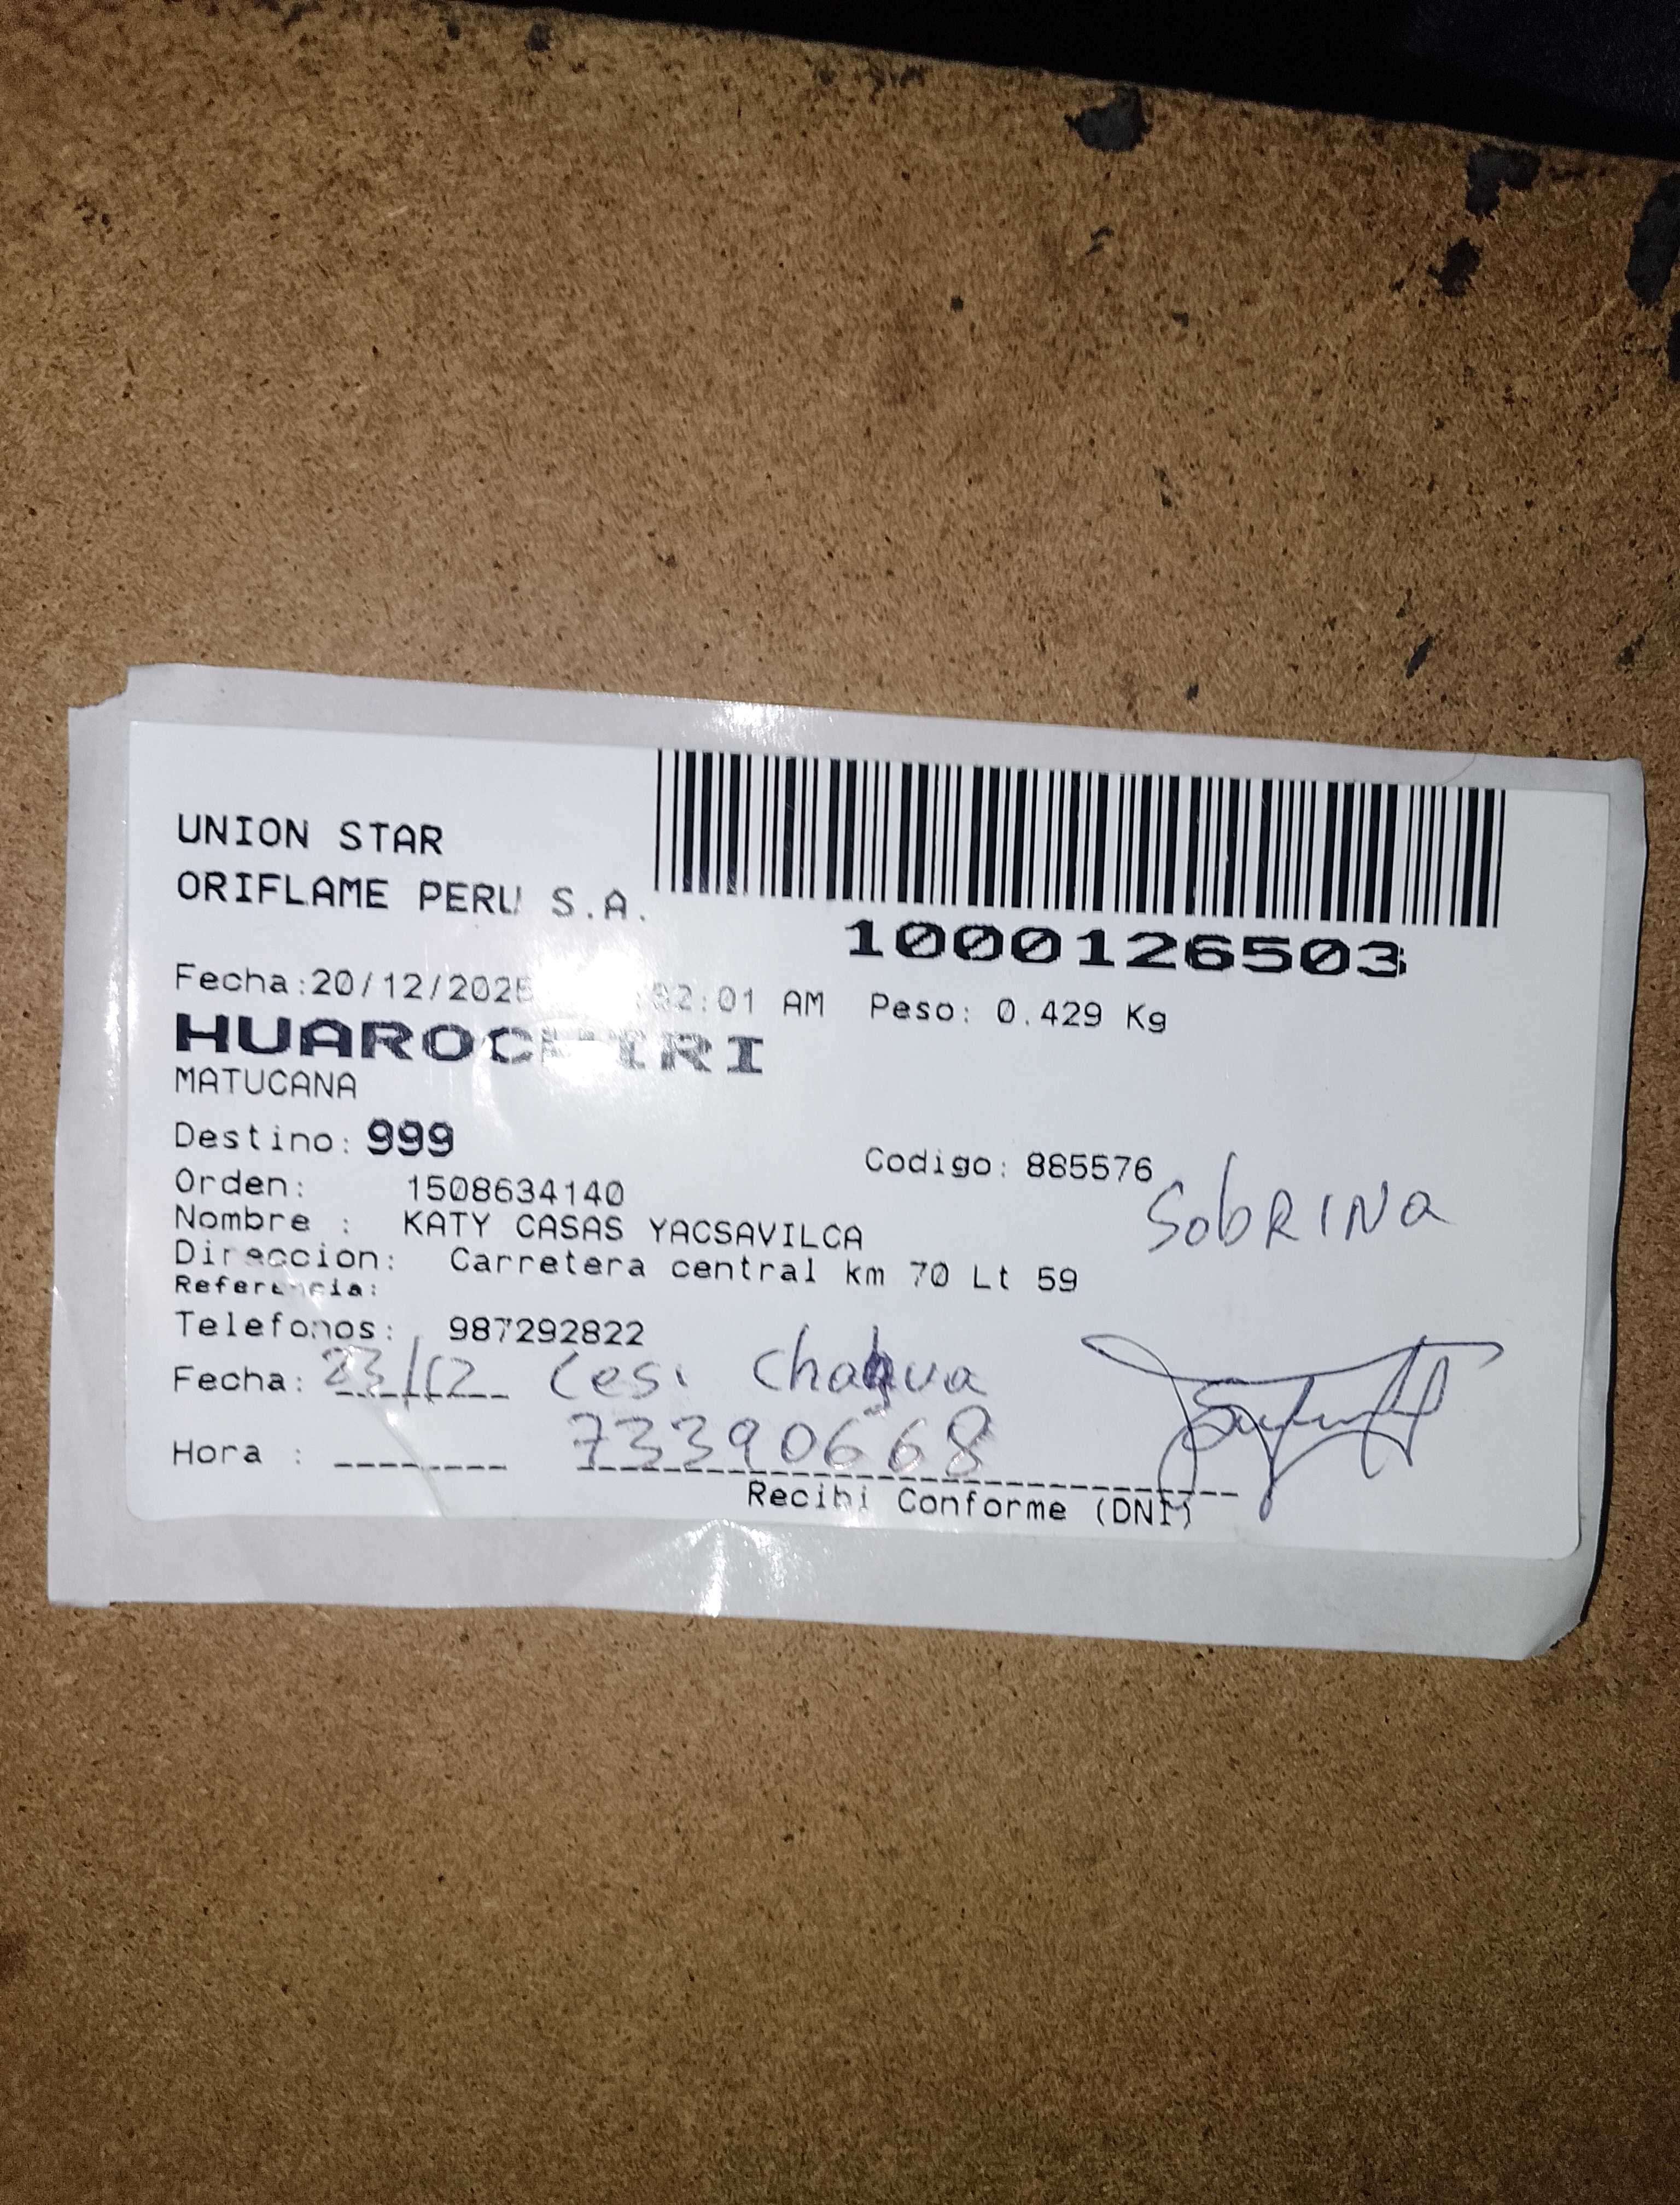 UNION STAR
ORIFLAME PERU S.A.
1000126503
Fecha:20/12/2025 :01 AM Peso: 0.429 Kg
HUAROCHIRI
MATUCANA
Destino: 999
Codigo: 885576
Orden: 1508634140
SobRINa
Nombre : KATY CASAS YACSAVILCA
Direccion: Carretera central km 70 Lt 59
Referencia:
Telefonos: 987292822
Fecha: 23/12 Cesi
Hora : 73390668
Recibi Conforme (DNI)